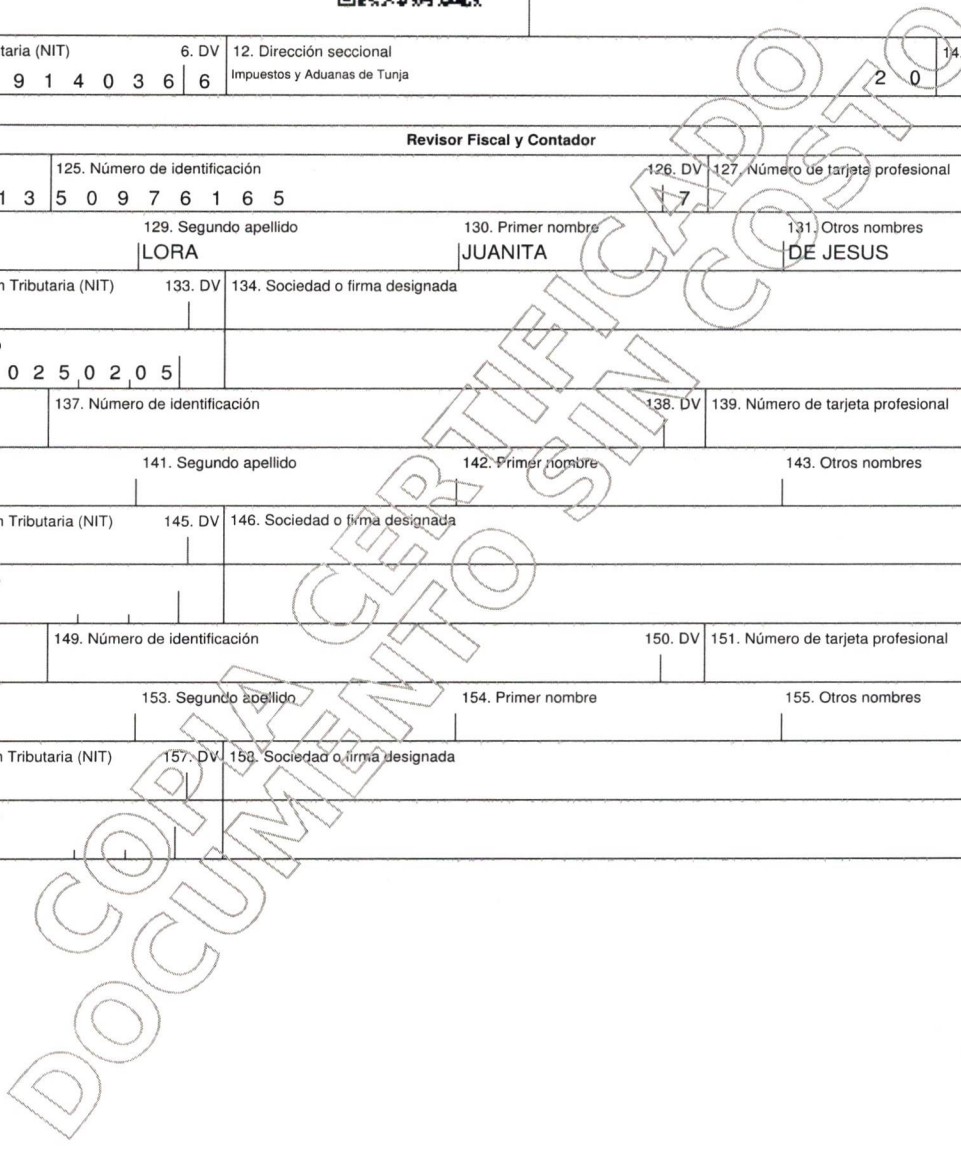 taria (NIT) 6. DV 12. Dirección seccional 14.
9 1 4 0 3 6 6 Impuestos y Aduanas de Tunja 2 0
Revisor Fiscal y Contador
125. Número de identificación 126. DV 127. Número de tarjeta profesional
1 3 5 0 9 7 6 1 6 5 7
129. Segundo apellido 130. Primer nombre 131. Otros nombres
LORA JUANITA DE JESUS
n Tributaria (NIT) 133. DV 134. Sociedad o firma designada
0 2 5 0 2 0 5
137. Número de identificación 138. DV 139. Número de tarjeta profesional
141. Segundo apellido 142. Primer nombre 143. Otros nombres
n Tributaria (NIT) 145. DV 146. Sociedad o firma designada
149. Número de identificación 150. DV 151. Número de tarjeta profesional
153. Segundo apellido 154. Primer nombre 155. Otros nombres
n Tributaria (NIT) 157. DV 158. Sociedad o firma designada
COPIA CERTIFICADO
DOCUMENTO SIN COSTO